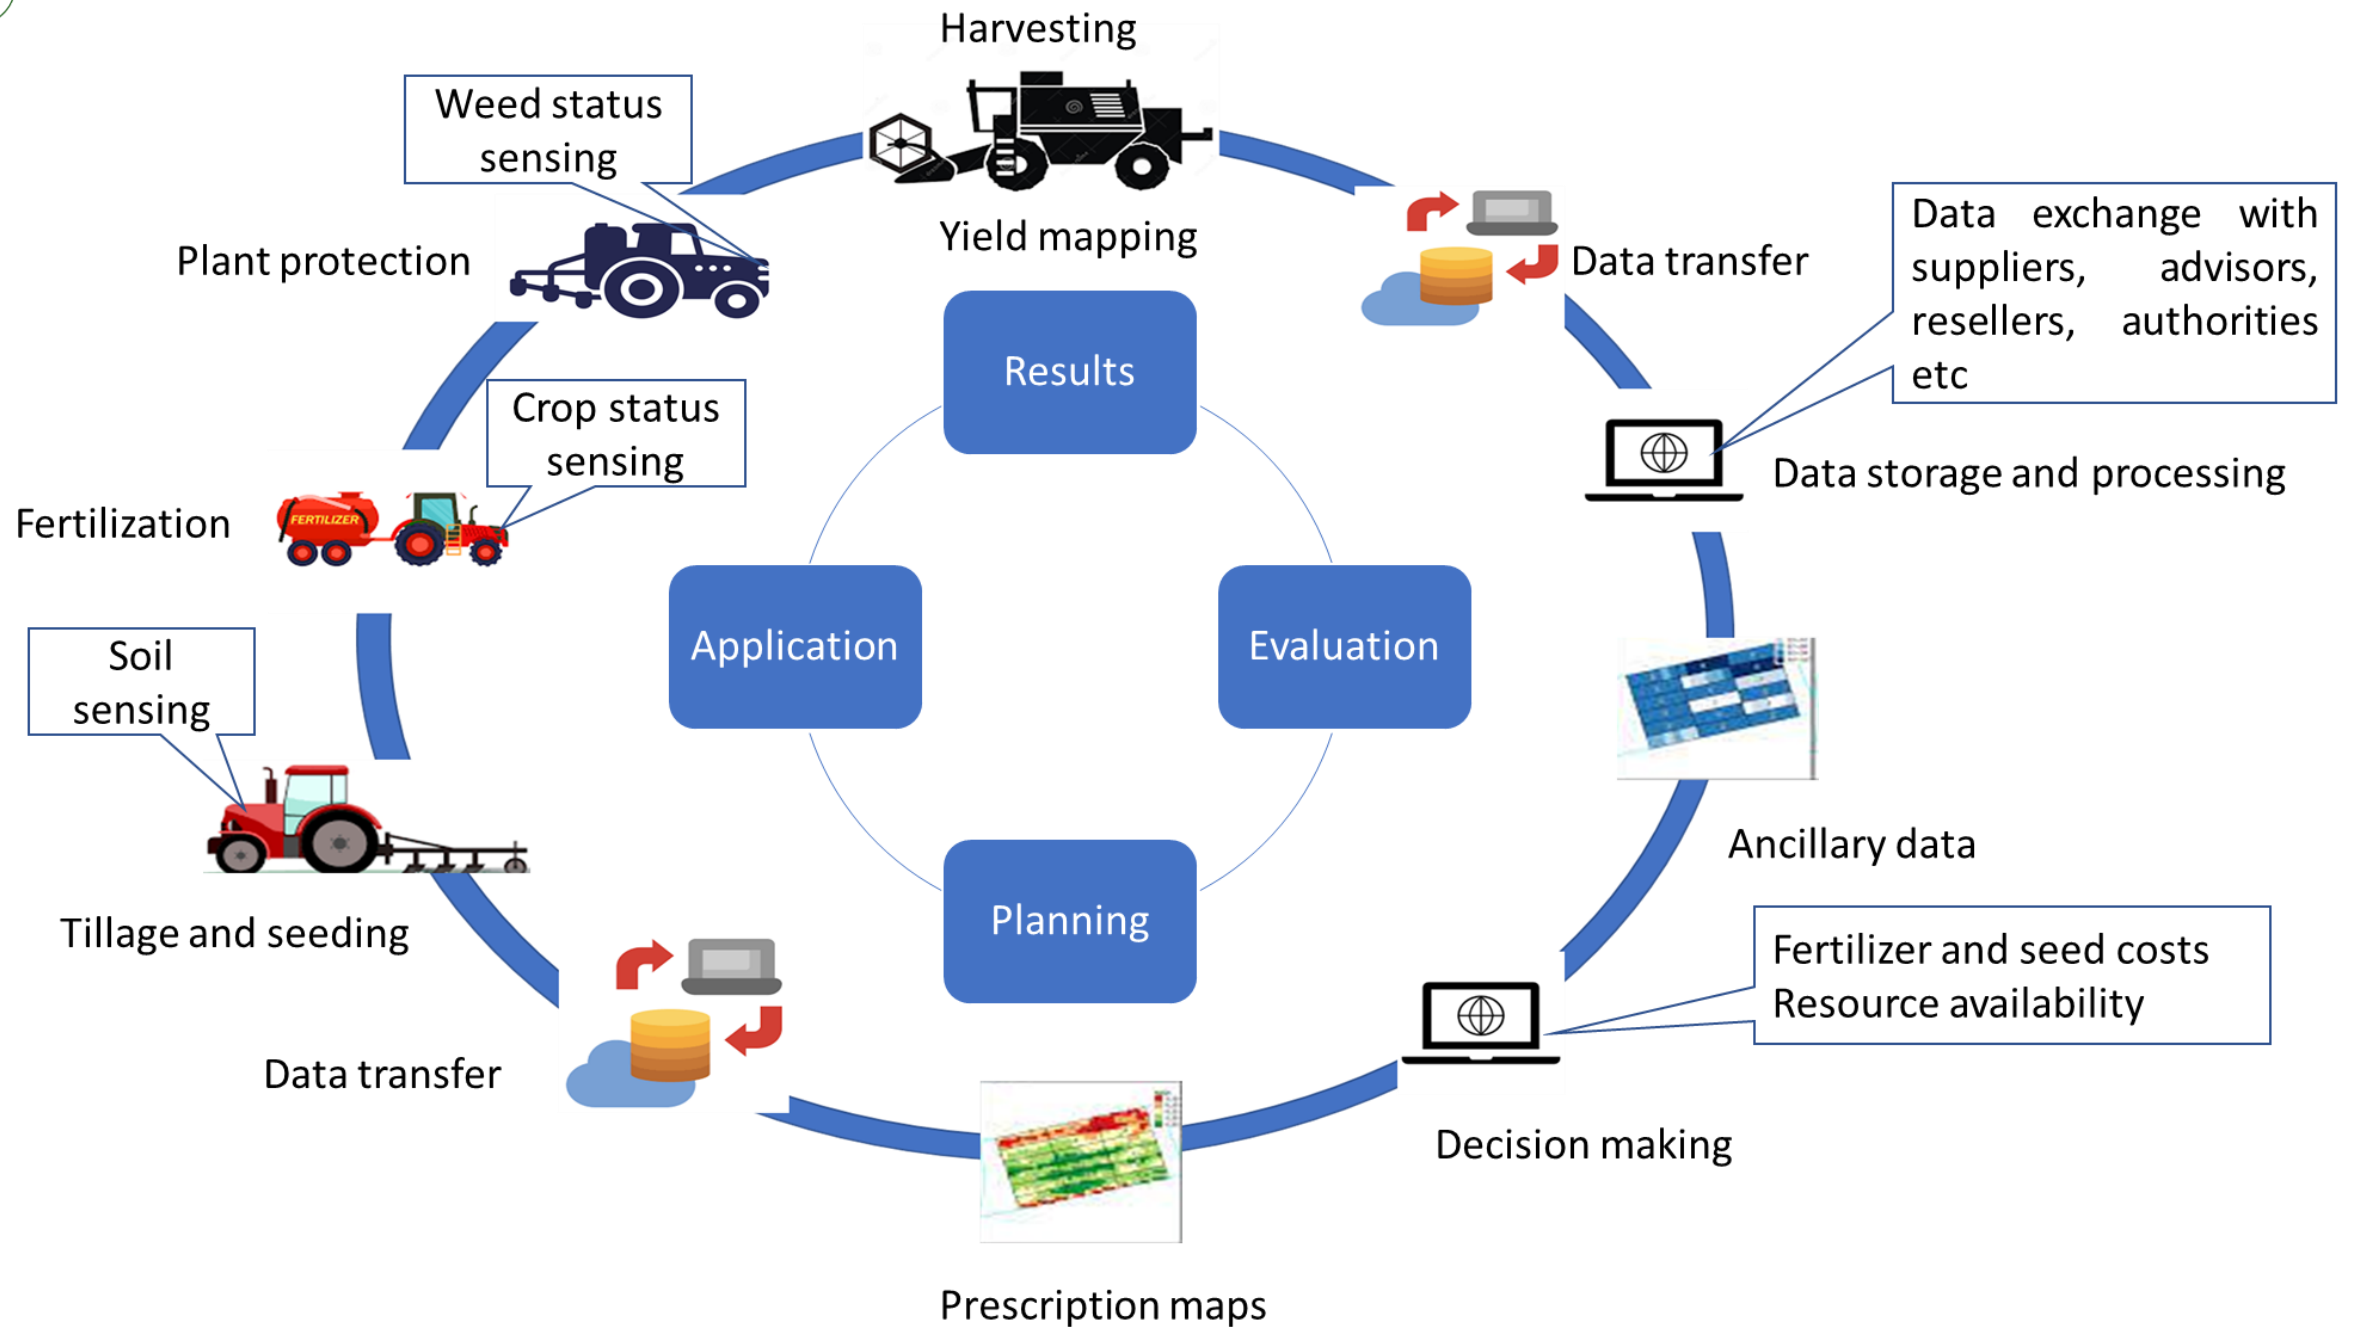 Harvesting
Weed status
sensing
Plant protection
Yield mapping
Data transfer
Data exchange with
suppliers, advisors,
resellers, authorities
etc
Results
Crop status
sensing
Data storage and processing
Fertilization
FERTILIZER
Soil
sensing
Application
Evaluation
Ancillary data
Tillage and seeding
Planning
Fertilizer and seed costs
Resource availability
Data transfer
Decision making
Prescription maps